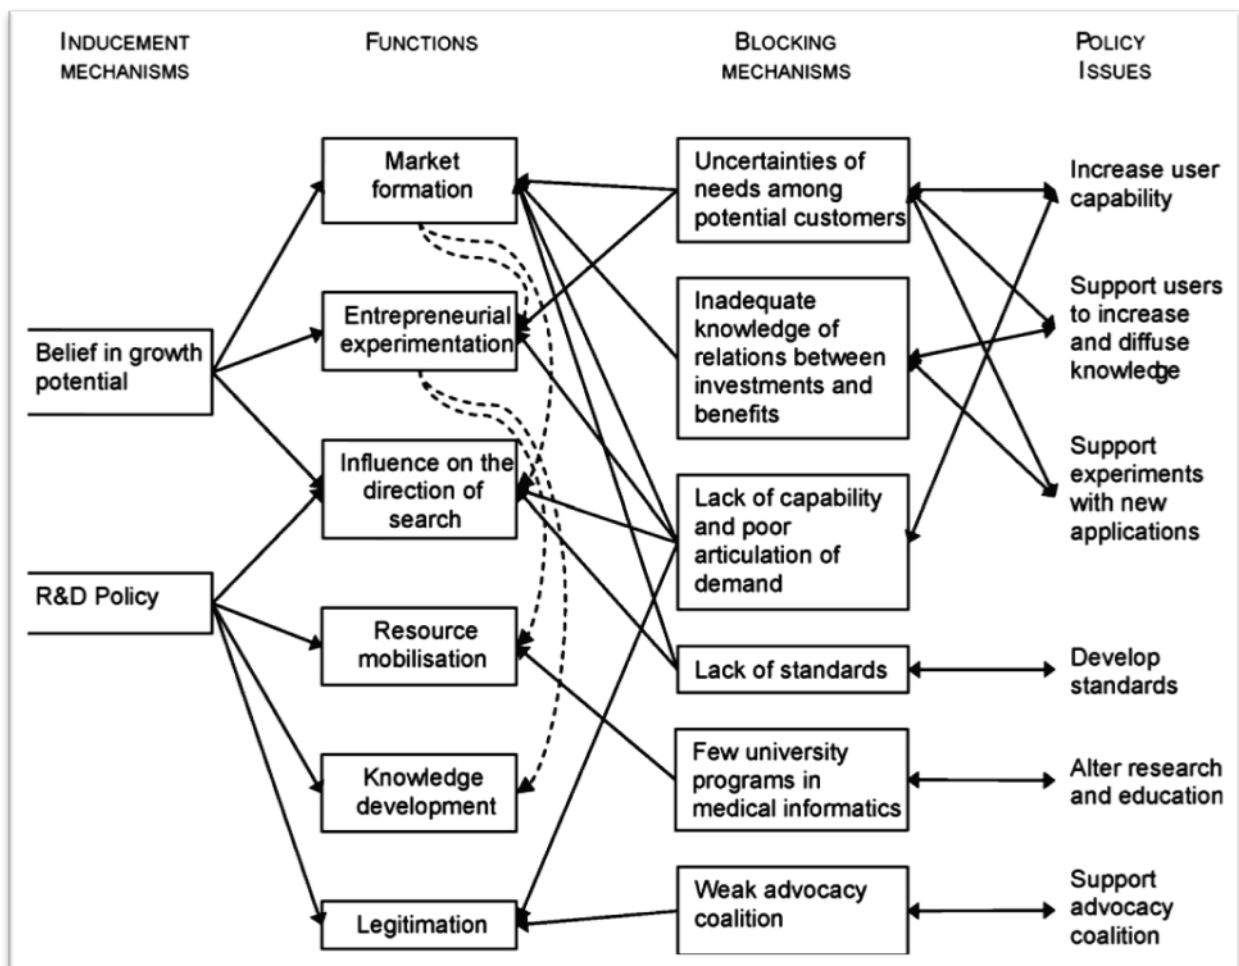 INDUCEMENT
MECHANISMS
FUNCTIONS
BLOCKING
MECHANISMS
POLICY
ISSUES
Belief in growth
potential
R&D Policy
Market
formation
Entrepreneurial
experimentation
Influence on the
direction of
search
Resource
mobilisation
Knowledge
development
Legitimation
Uncertainties of
needs among
potential customers
Inadequate
knowledge of
relations between
investments and
benefits
Lack of capability
and poor
articulation of
demand
Lack of standards
Few university
programs in
medical informatics
Weak advocacy
coalition
Increase user
capability
Support users
to increase
and diffuse
knowledge
Support
experiments
with new
applications
Develop
standards
Alter research
and education
Support
advocacy
coalition